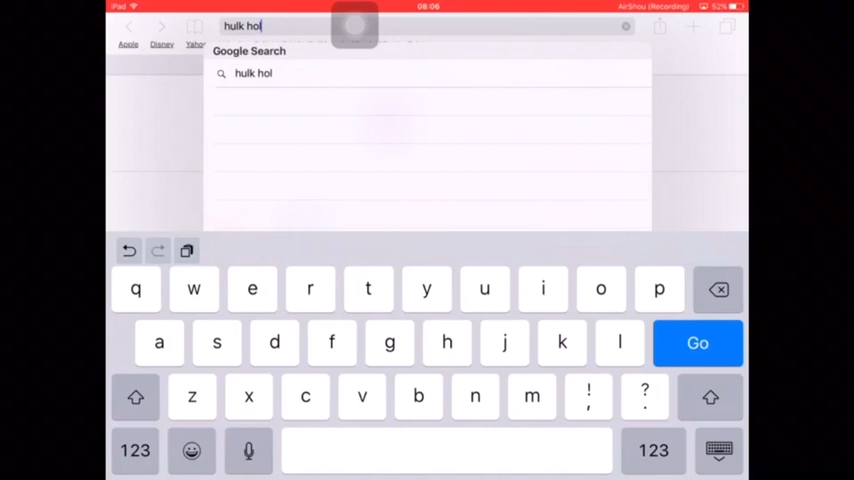 iPad 08:06 AirShou (Recording) 52%
hulk hol
Apple Disney Yahoo
Google Search
hulk hol
q w e r t y u i o p
a s d f g h j k l Go
z x c v b n m ! , ? .
123 123